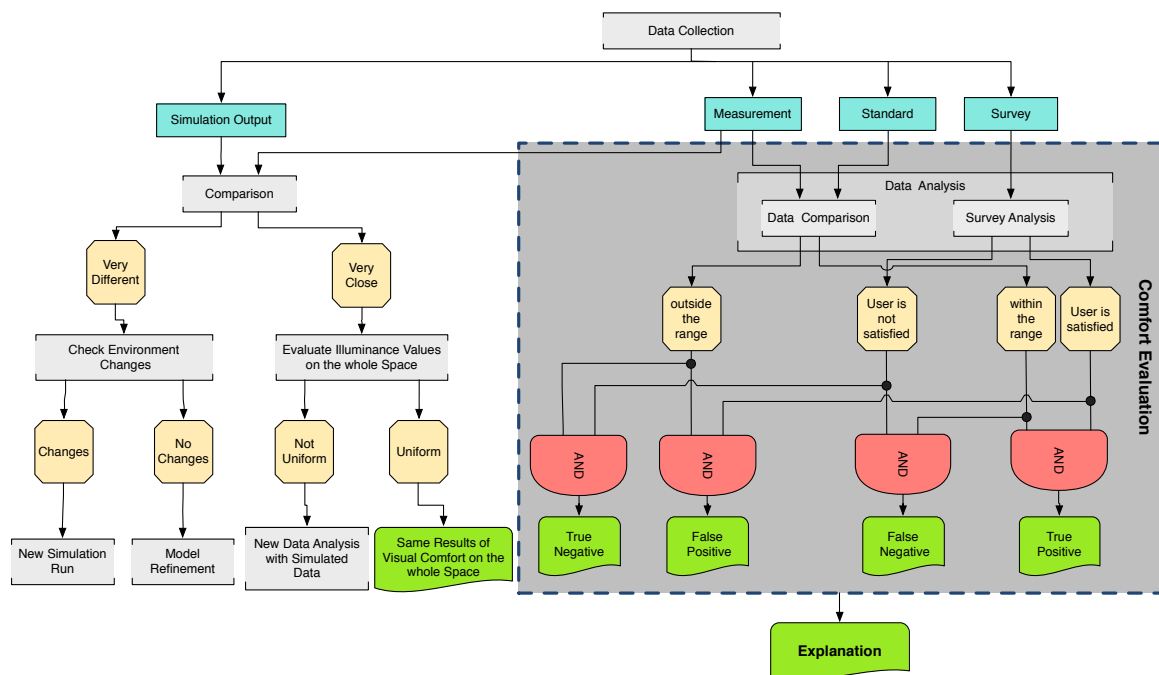 Data Collection
Simulation Output
Measurement
Standard
Survey
Comparison
Data Analysis
Data Comparison
Survey Analysis
Very
Different
Very
Close
outside
the
range
User is
not
satisfied
within
the
range
User is
satisfied
Comfort Evaluation
Check Environment
Changes
Evaluate Illuminance Values
on the whole Space
Changes
No
Changes
Not
Uniform
Uniform
AND
AND
AND
AND
New Simulation
Run
Model
Refinement
New Data Analysis
with Simulated
Data
Same Results of
Visual Comfort on the
whole Space
True
Negative
False
Positive
False
Negative
True
Positive
Explanation